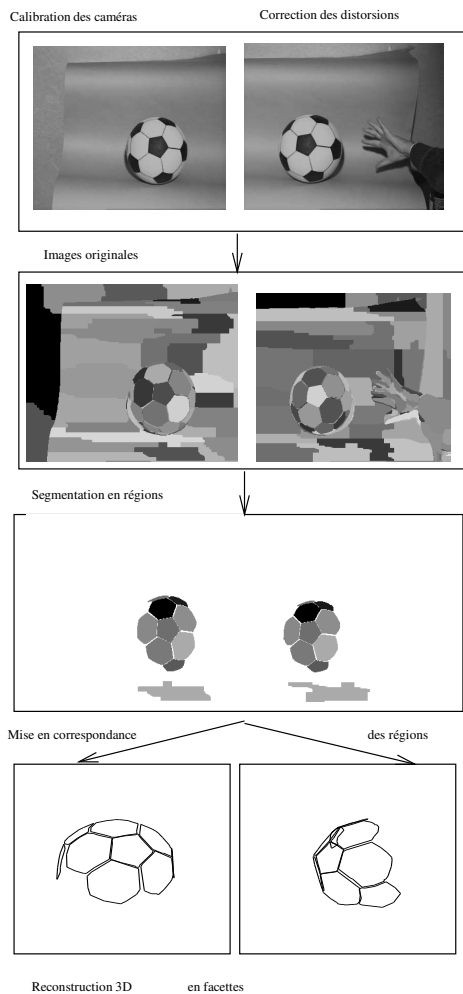 Calibration des caméras
Correction des distorsions
Images originales
Segmentation en régions
Mise en correspondance
des régions
Reconstruction 3D
en facettes